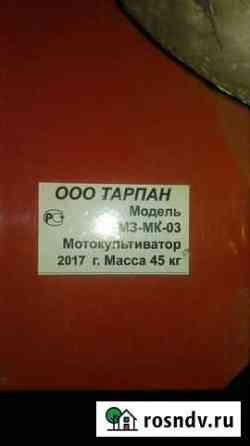 ООО ТАРПАН
Модель
МЗ-МК-03
Мотокультиватор
2017 г. Масса 45 кг
rosndv.ru